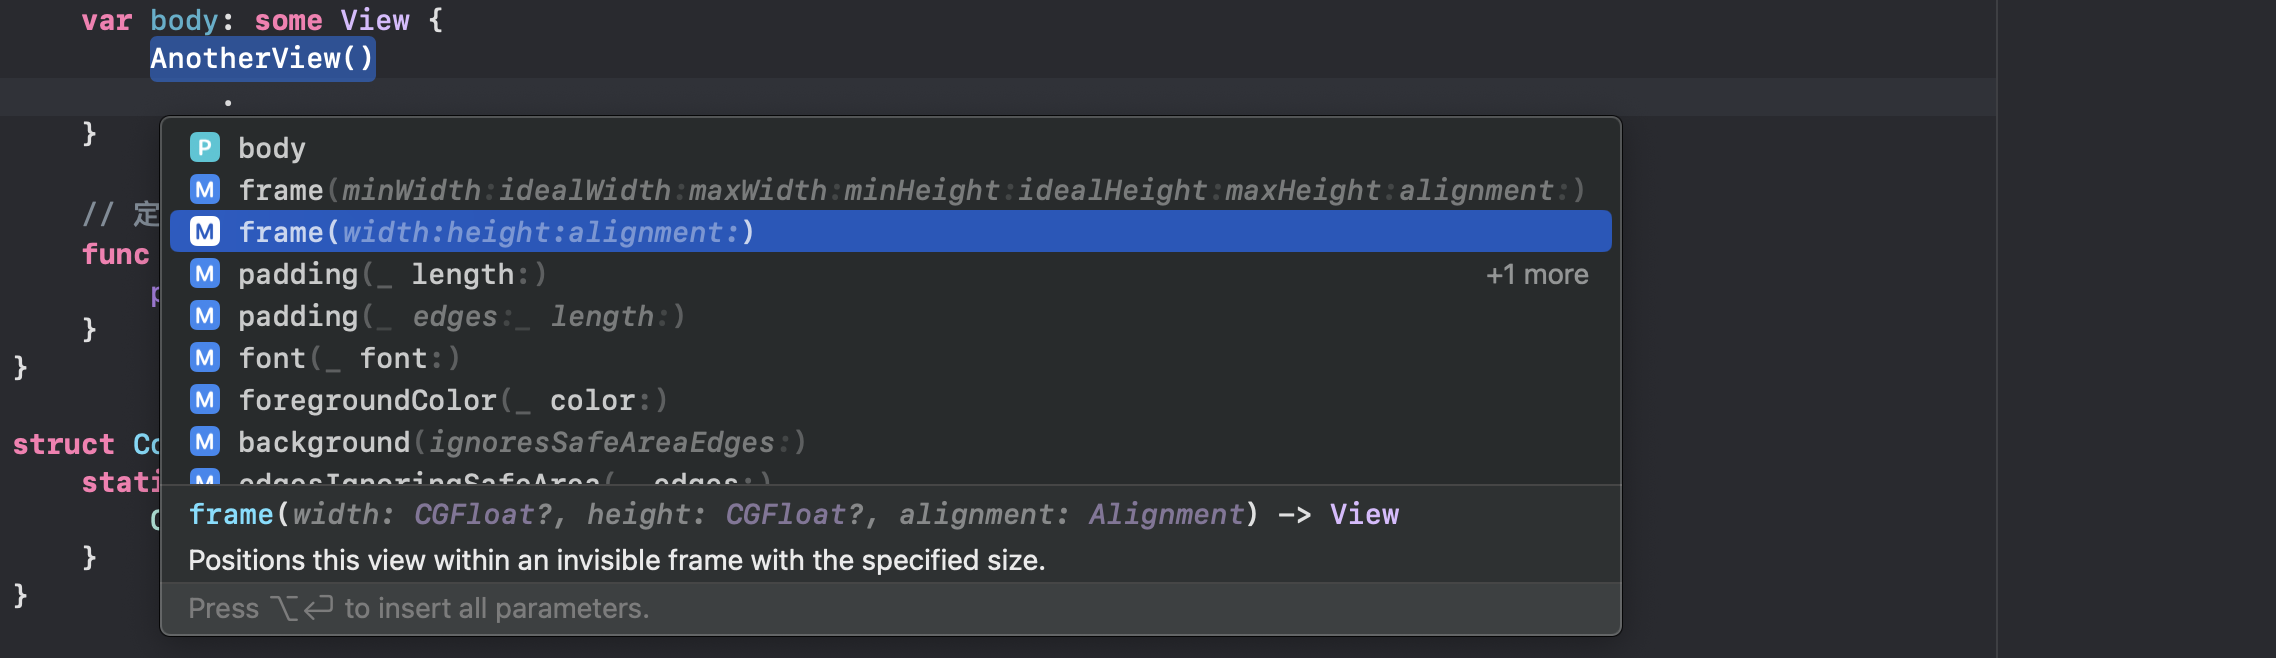 var body: some View {
AnotherView()
.
}
P body
M frame(minWidth:idealWidth:maxWidth:minHeight:idealHeight:maxHeight:alignment:)
// 定
M frame(width:height:alignment:)
func
M padding(_ length:) +1 more
M padding(_ edges:_ length:)
}
M font(_ font:)
}
M foregroundColor(_ color:)
M background(ignoresSafeAreaEdges:)
struct Co
M edgesIgnoringSafeArea(_ edges:)
stati
frame(width: CGFloat?, height: CGFloat?, alignment: Alignment) -> View
}
Positions this view within an invisible frame with the specified size.
}
Press ⌥⏎ to insert all parameters.